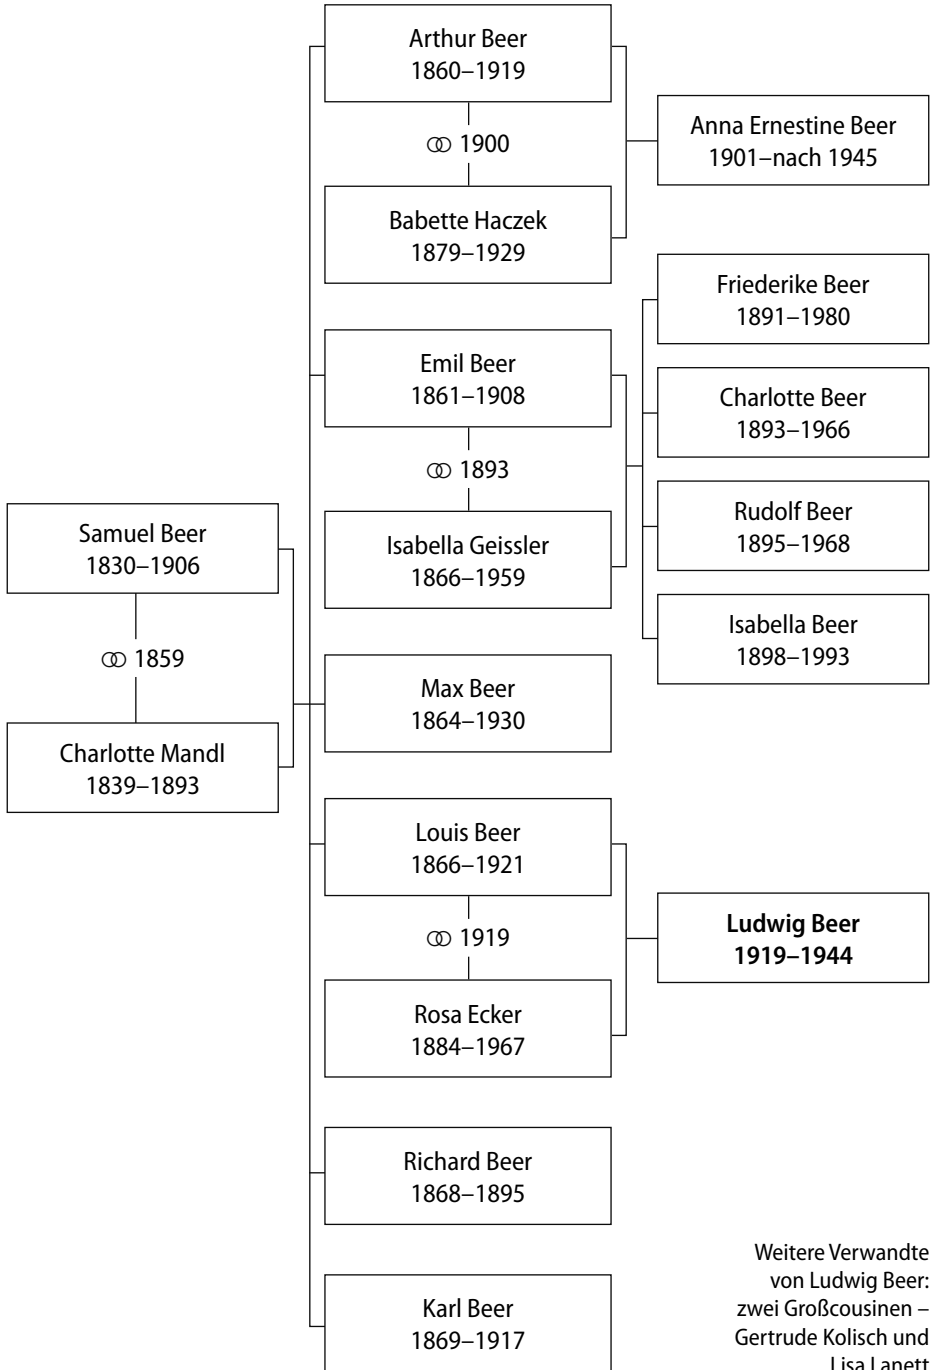 Samuel Beer
1830–1906
⚭ 1859
Charlotte Mandl
1839–1893
Arthur Beer
1860–1919
⚭ 1900
Babette Haczek
1879–1929
Anna Ernestine Beer
1901–nach 1945
Emil Beer
1861–1908
⚭ 1893
Isabella Geissler
1866–1959
Friederike Beer
1891–1980
Charlotte Beer
1893–1966
Rudolf Beer
1895–1968
Isabella Beer
1898–1993
Max Beer
1864–1930
Louis Beer
1866–1921
⚭ 1919
Rosa Ecker
1884–1967
Ludwig Beer
1919–1944
Richard Beer
1868–1895
Karl Beer
1869–1917
Weitere Verwandte
von Ludwig Beer:
zwei Großcousinen –
Gertrude Kolisch und
Lisa Lanett